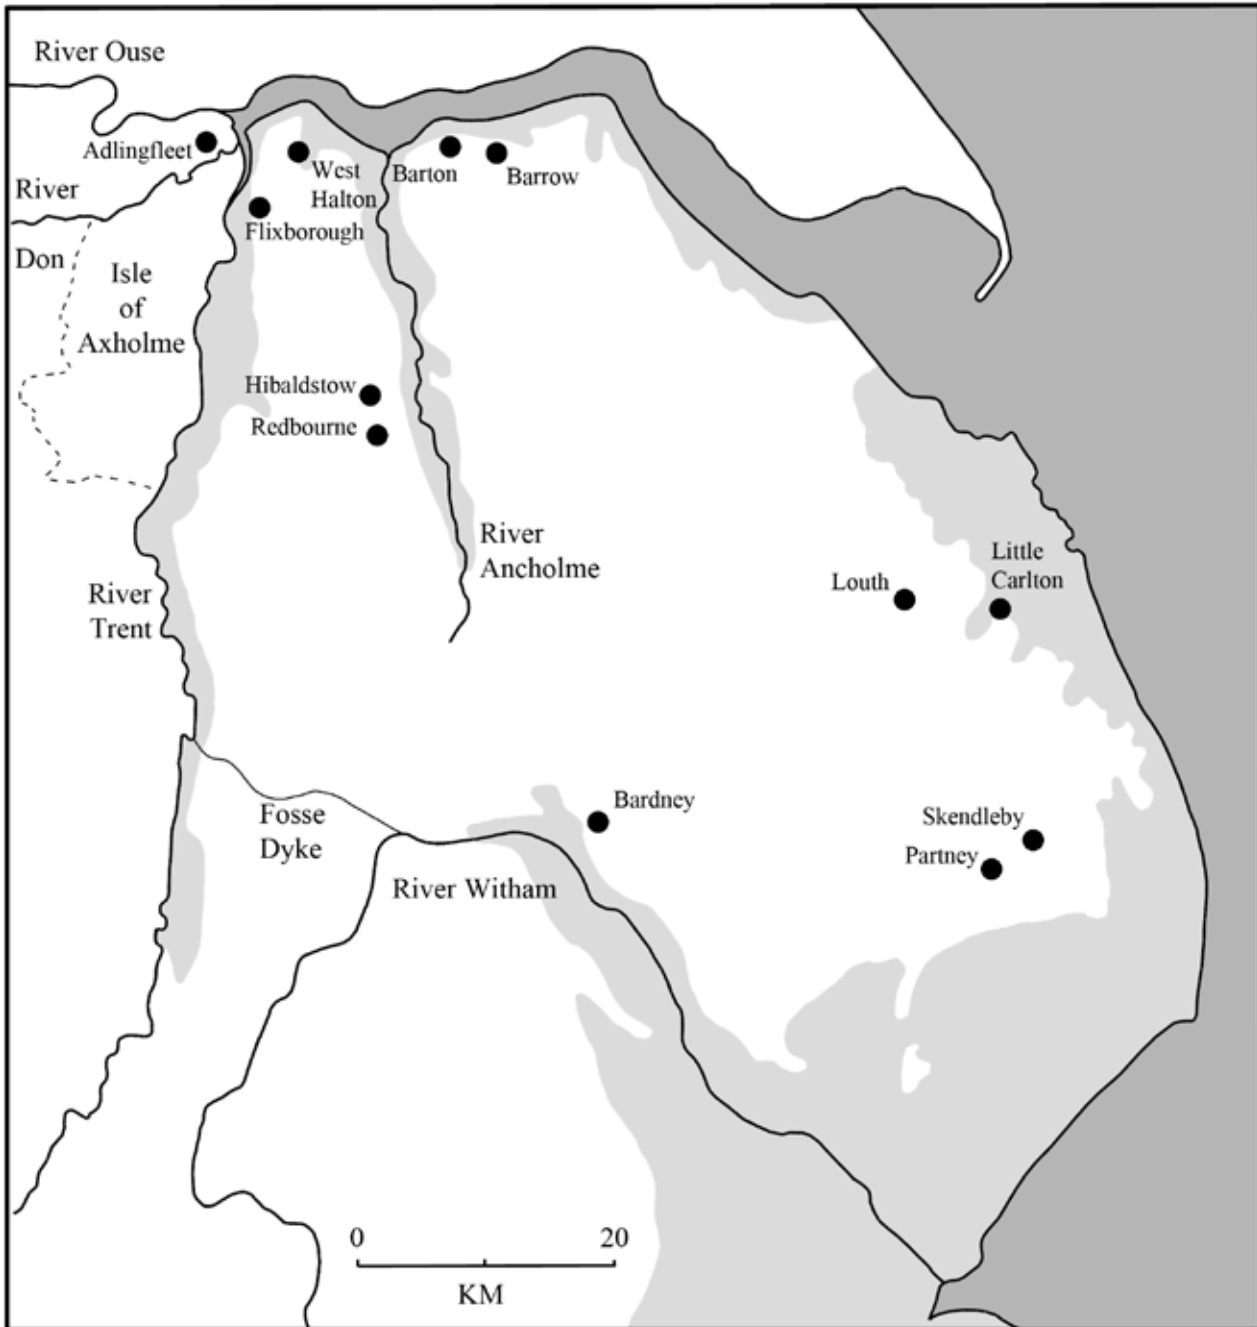 River Ouse
Adlingfleet
West
Halton
Barton
Barrow
River
Don
Flixborough
Isle
of
Axholme
Hibaldstow
Redbourne
River
Ancholme
River
Trent
Louth
Little
Carlton
Fosse
Dyke
Bardney
Skendleby
Partney
River Witham
0
20
KM